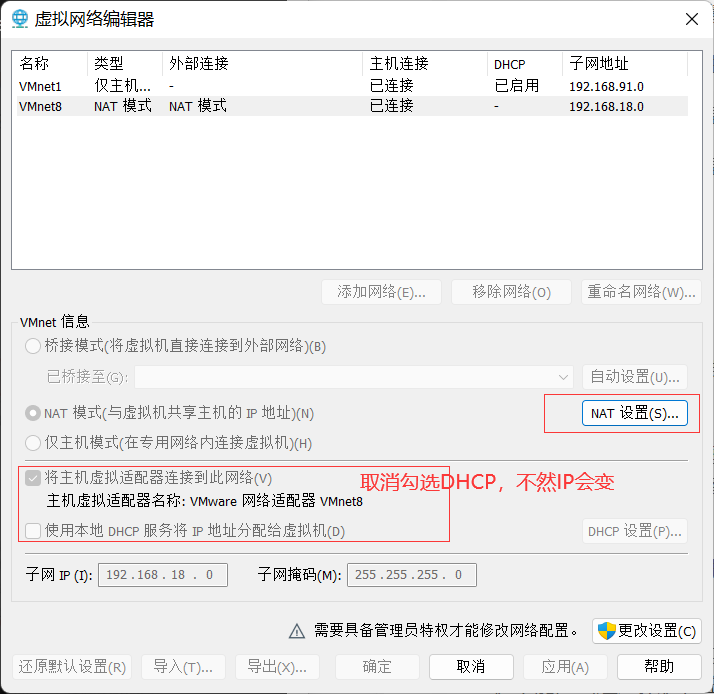 虚拟网络编辑器
名称 类型 外部连接 主机连接 DHCP 子网地址
VMnet1 仅主机... - 已连接 已启用 192.168.91.0
VMnet8 NAT 模式 NAT 模式 已连接 - 192.168.18.0
添加网络(E)... 移除网络(O) 重命名网络(W)...
VMnet 信息
桥接模式(将虚拟机直接连接到外部网络)(B)
已桥接至(G): 自动设置(U)...
NAT 模式(与虚拟机共享主机的 IP 地址)(N) NAT 设置(S)...
仅主机模式(在专用网络内连接虚拟机)(H)
将主机虚拟适配器连接到此网络(V) 取消勾选DHCP，不然IP会变
主机虚拟适配器名称: VMware 网络适配器 VMnet8
使用本地 DHCP 服务将 IP 地址分配给虚拟机(D) DHCP 设置(P)...
子网 IP (I): 192.168.18.0 子网掩码(M): 255.255.255.0
需要具备管理员特权才能修改网络配置。 更改设置(C)
还原默认设置(R) 导入(T)... 导出(X)... 确定 取消 应用(A) 帮助